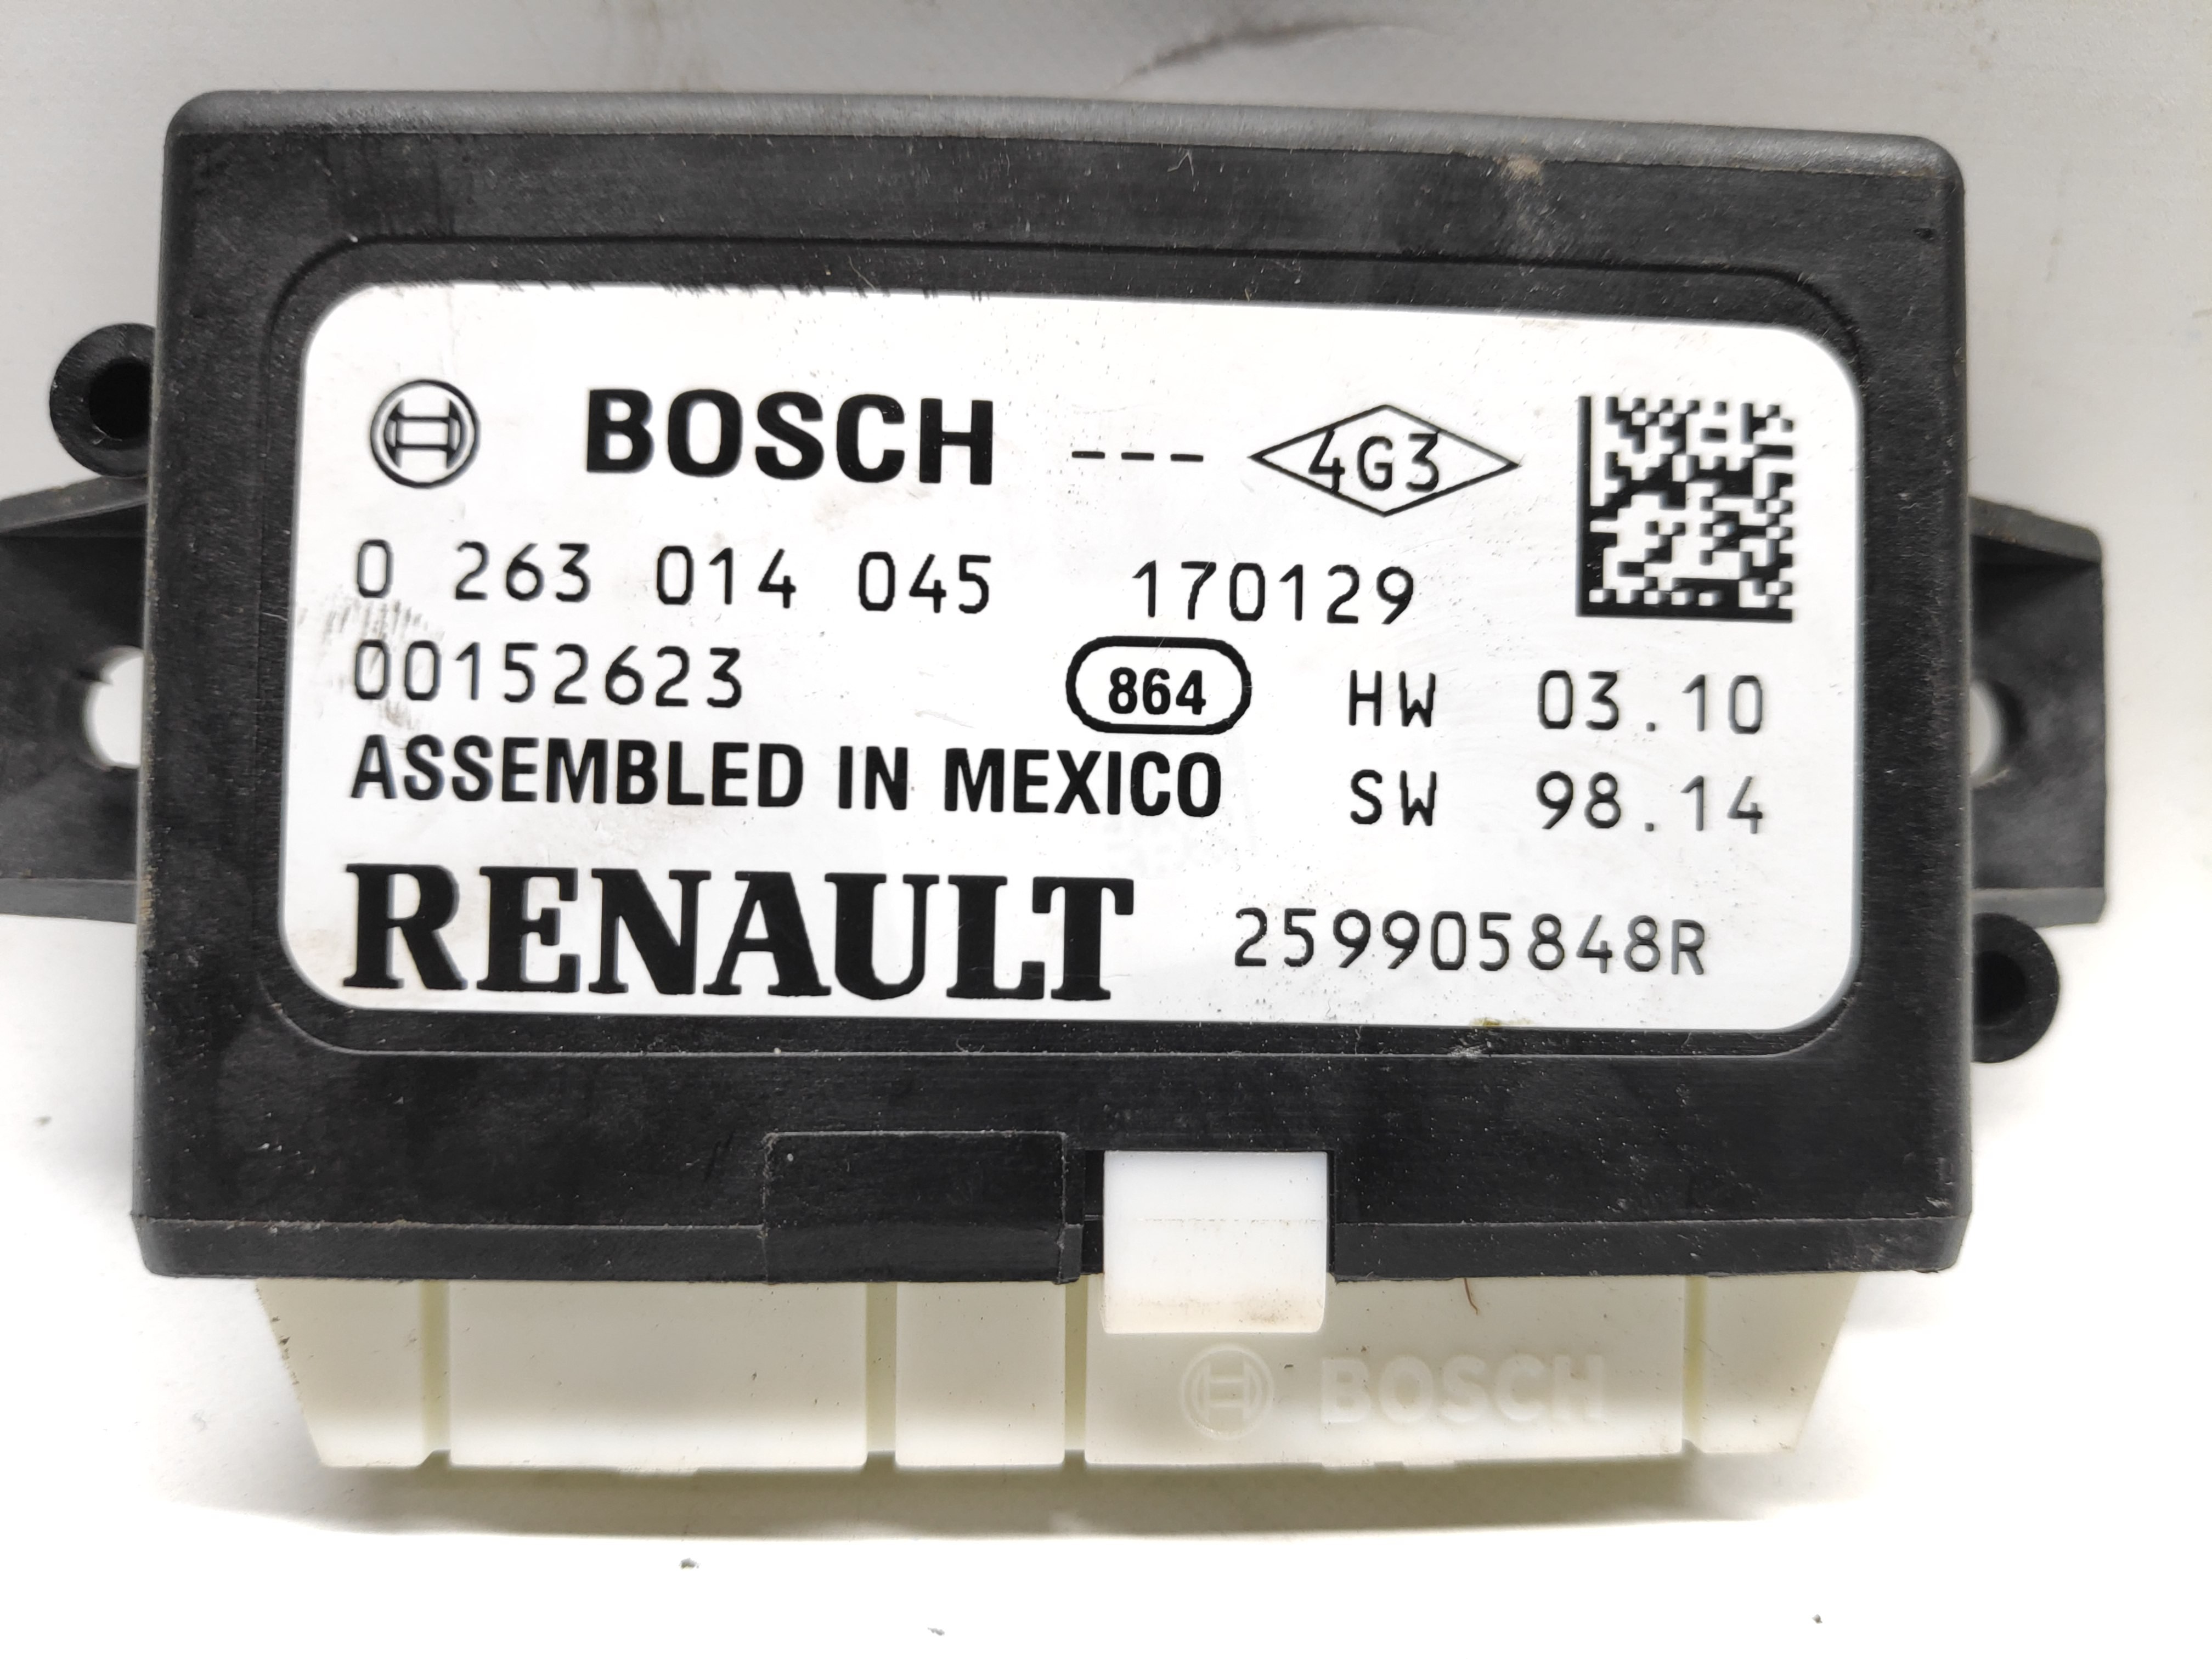 BOSCH --- 4G3
0 263 014 045 170129
00152623 864 HW 03.10
ASSEMBLED IN MEXICO SW 98.14
RENAULT 259905848R
BOSCH